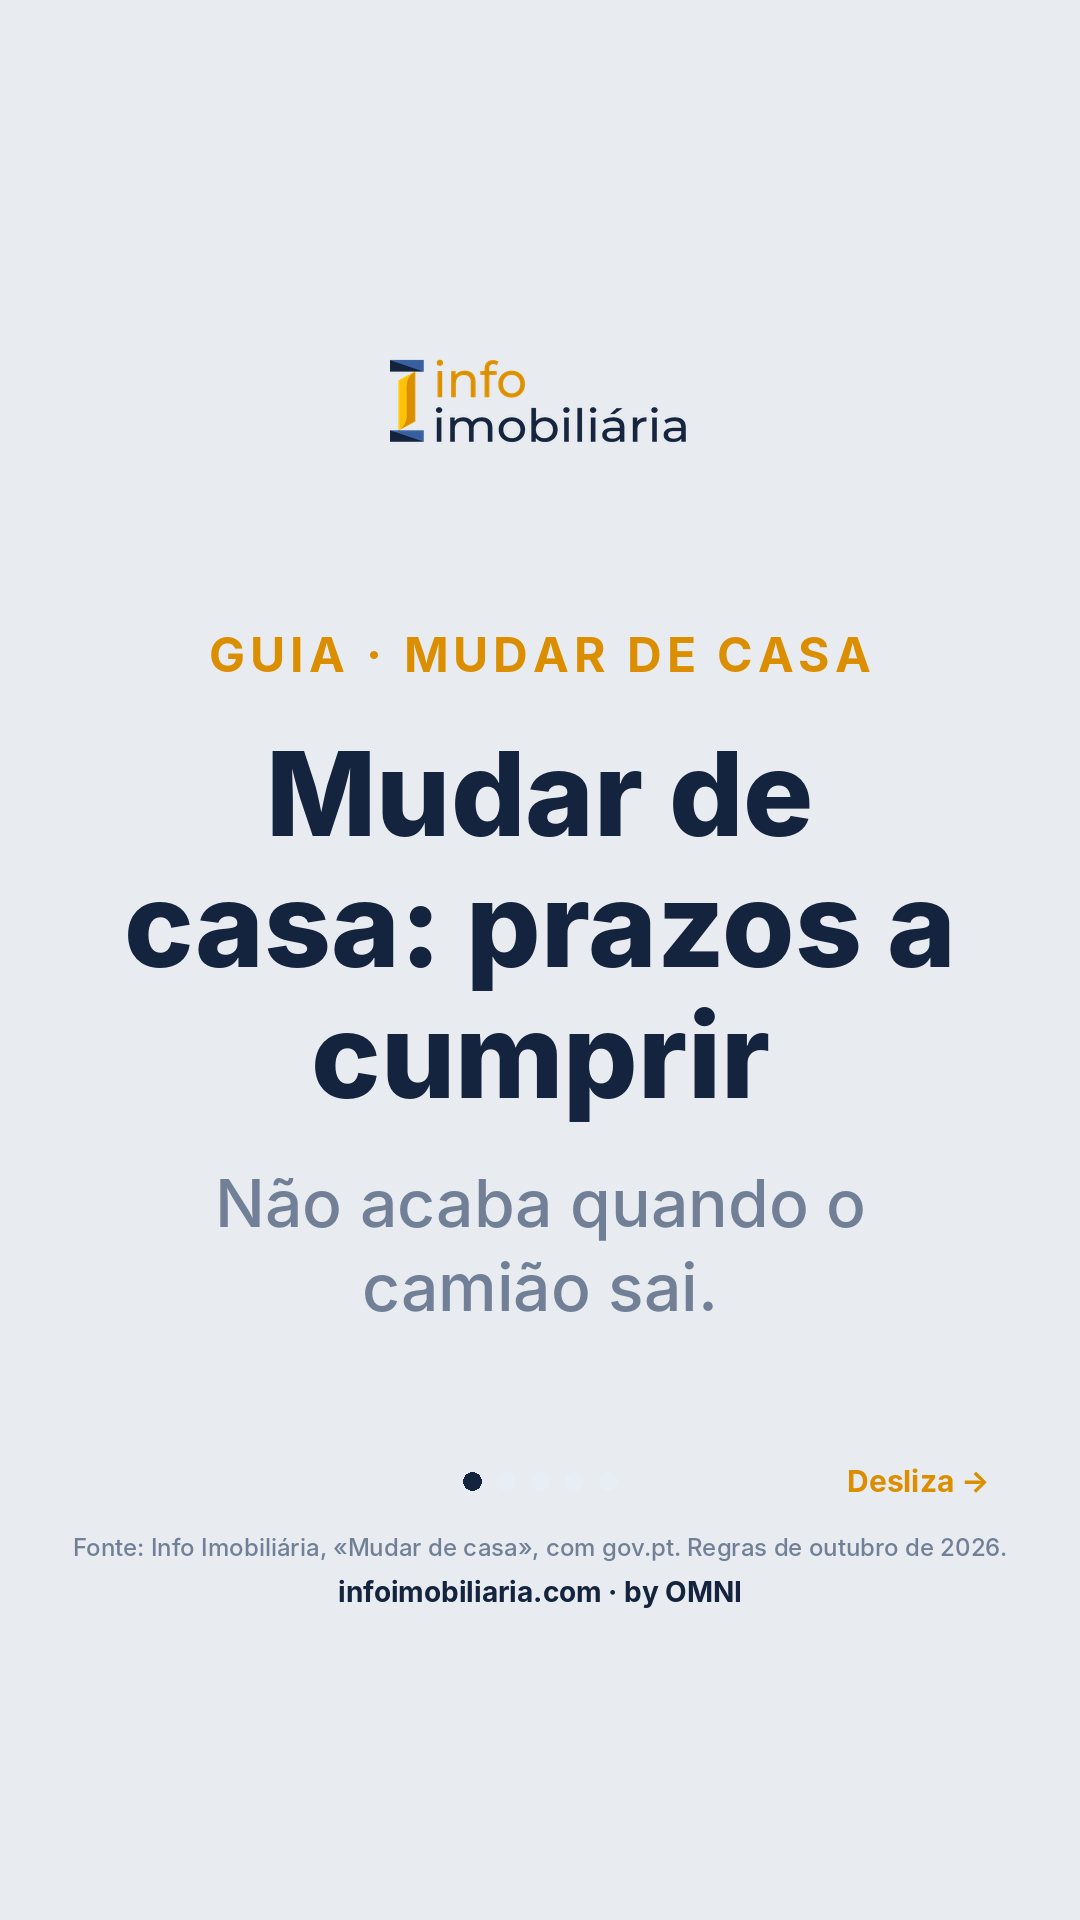 info
imobiliária
GUIA · MUDAR DE CASA
Mudar de
casa: prazos a
cumprir
Não acaba quando o
camião sai.
Desliza →
Fonte: Info Imobiliária, «Mudar de casa», com gov.pt. Regras de outubro de 2026.
infoimobiliaria.com · by OMNI